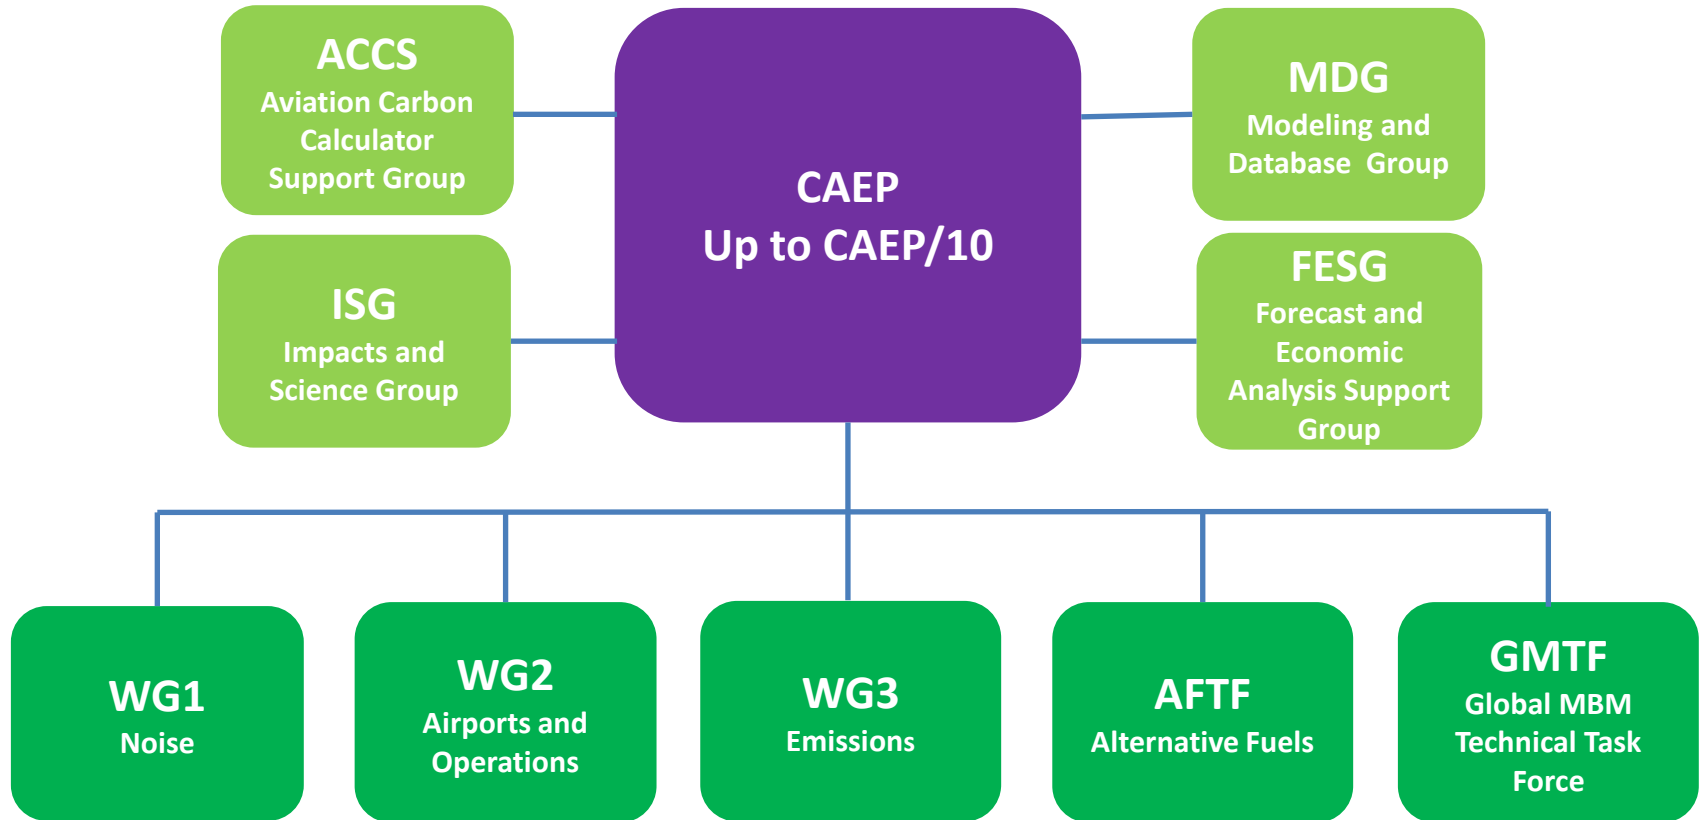 ACCS
Aviation Carbon
Calculator
Support Group
CAEP
Up to CAEP/10
MDG
Modeling and
Database Group
ISG
Impacts and
Science Group
FESG
Forecast and
Economic
Analysis Support
Group
WG1
Noise
WG2
Airports and
Operations
WG3
Emissions
AFTF
Alternative Fuels
GMTF
Global MBM
Technical Task
Force